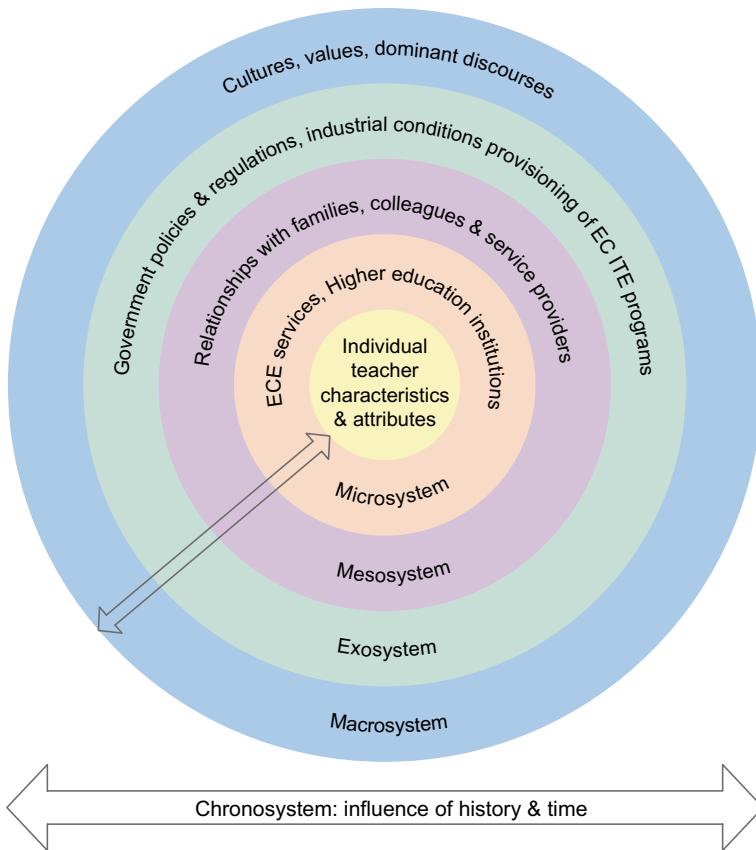 Cultures, values, dominant discourses
Government policies & regulations, industrial conditions provisioning of EC ITE programs
Relationships with families, colleagues & service providers
ECE services, Higher education institutions
Individual
teacher
characteristics
& attributes
Microsystem
Mesosystem
Exosystem
Macrosystem
Chronosystem: influence of history & time